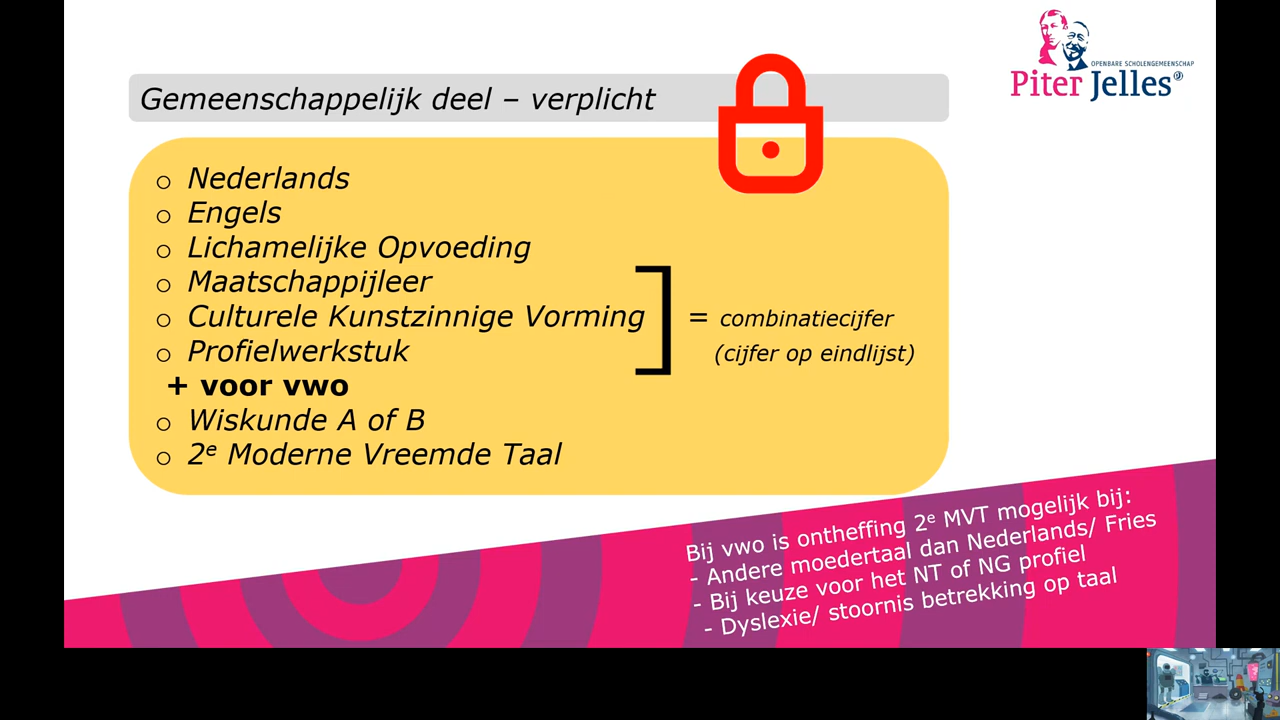 OPENBARE SCHOLENGEMEENSCHAP
Piter Jelles
Gemeenschappelijk deel – verplicht
o Nederlands
o Engels
o Lichamelijke Opvoeding
o Maatschappijleer
o Culturele Kunstzinnige Vorming
= combinatiecijfer
o Profielwerkstuk
(cijfer op eindlijst)
+ voor vwo
o Wiskunde A of B
o 2e Moderne Vreemde Taal
Bij vwo is ontheffing 2e MVT mogelijk bij:
- Andere moedertaal dan Nederlands/ Fries
- Bij keuze voor het NT of NG profiel
- Dyslexie/ stoornis betrekking op taal